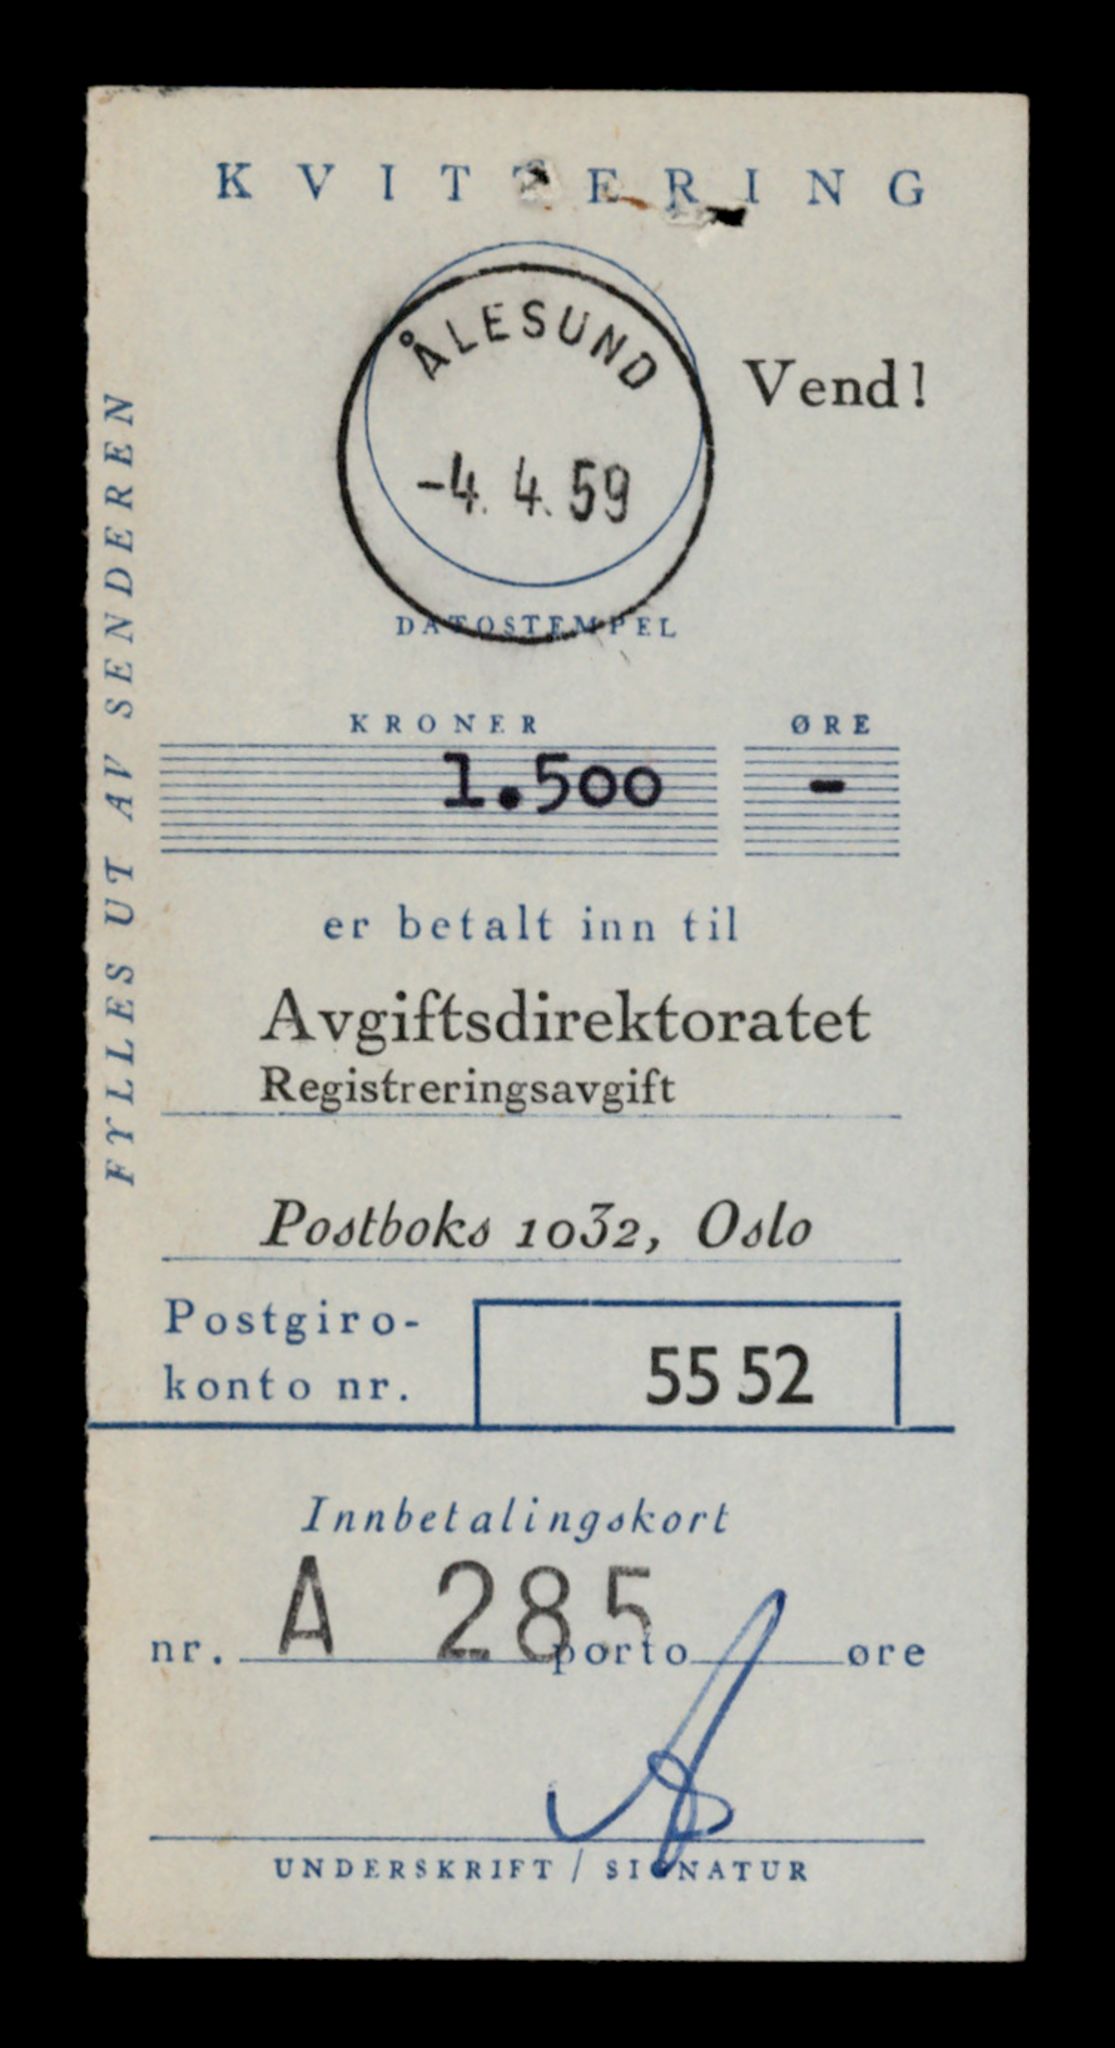 KVITTERING
ÅLESUND
-4. 4. 59
Vend!
DATOSTEMPEL
FYLLES UT AV SENDEREN
KRONER ØRE
1.500 -
er betalt inn til
Avgiftsdirektoratet
Registreringsavgift
Postboks 1032, Oslo
Postgiro-
konto nr.
55 52
Innbetalingskort
nr. A 285 porto øre
UNDERSKRIFT / SIGNATUR